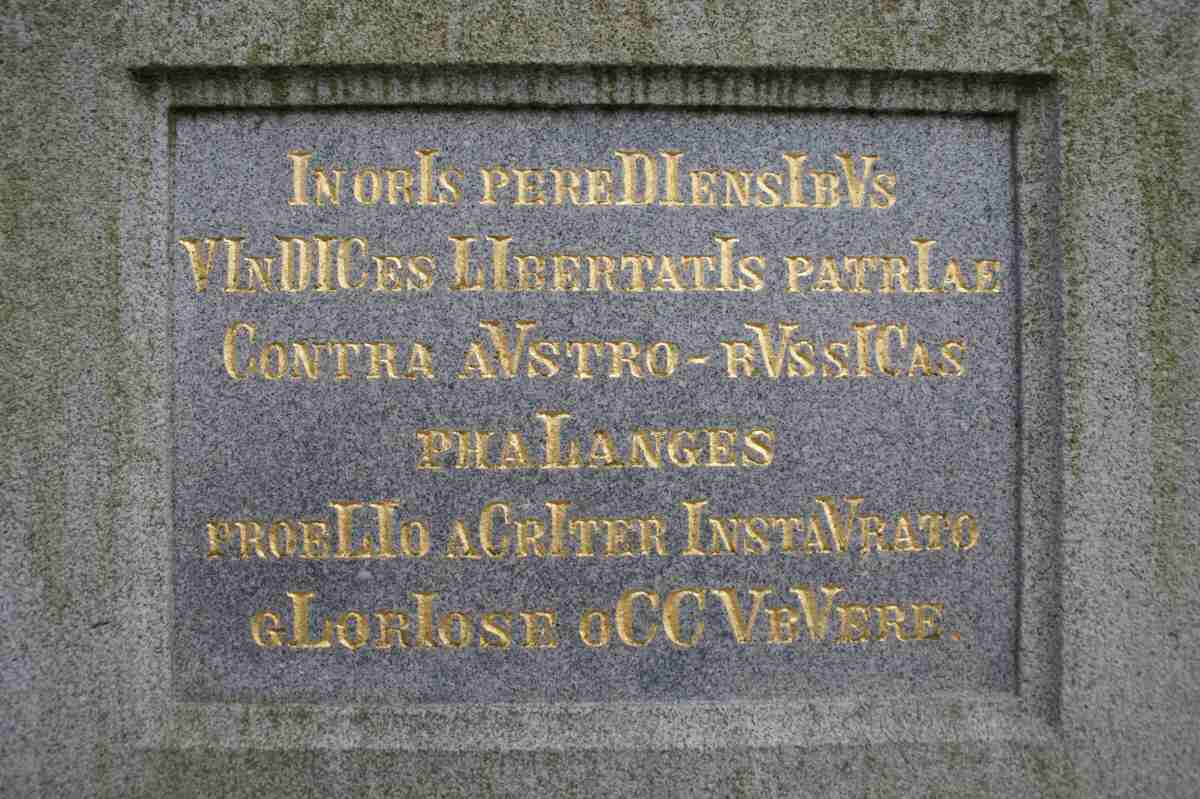 IN ORIS PEREDIENSIBVS
VINDICES LIBERTATIS PATRIAE
CONTRA AVSTRO-RVSSICAS
PHALANGES
PROELIO ACRITER INSTAVRATO
GLORIOSE OCCVBVERE.